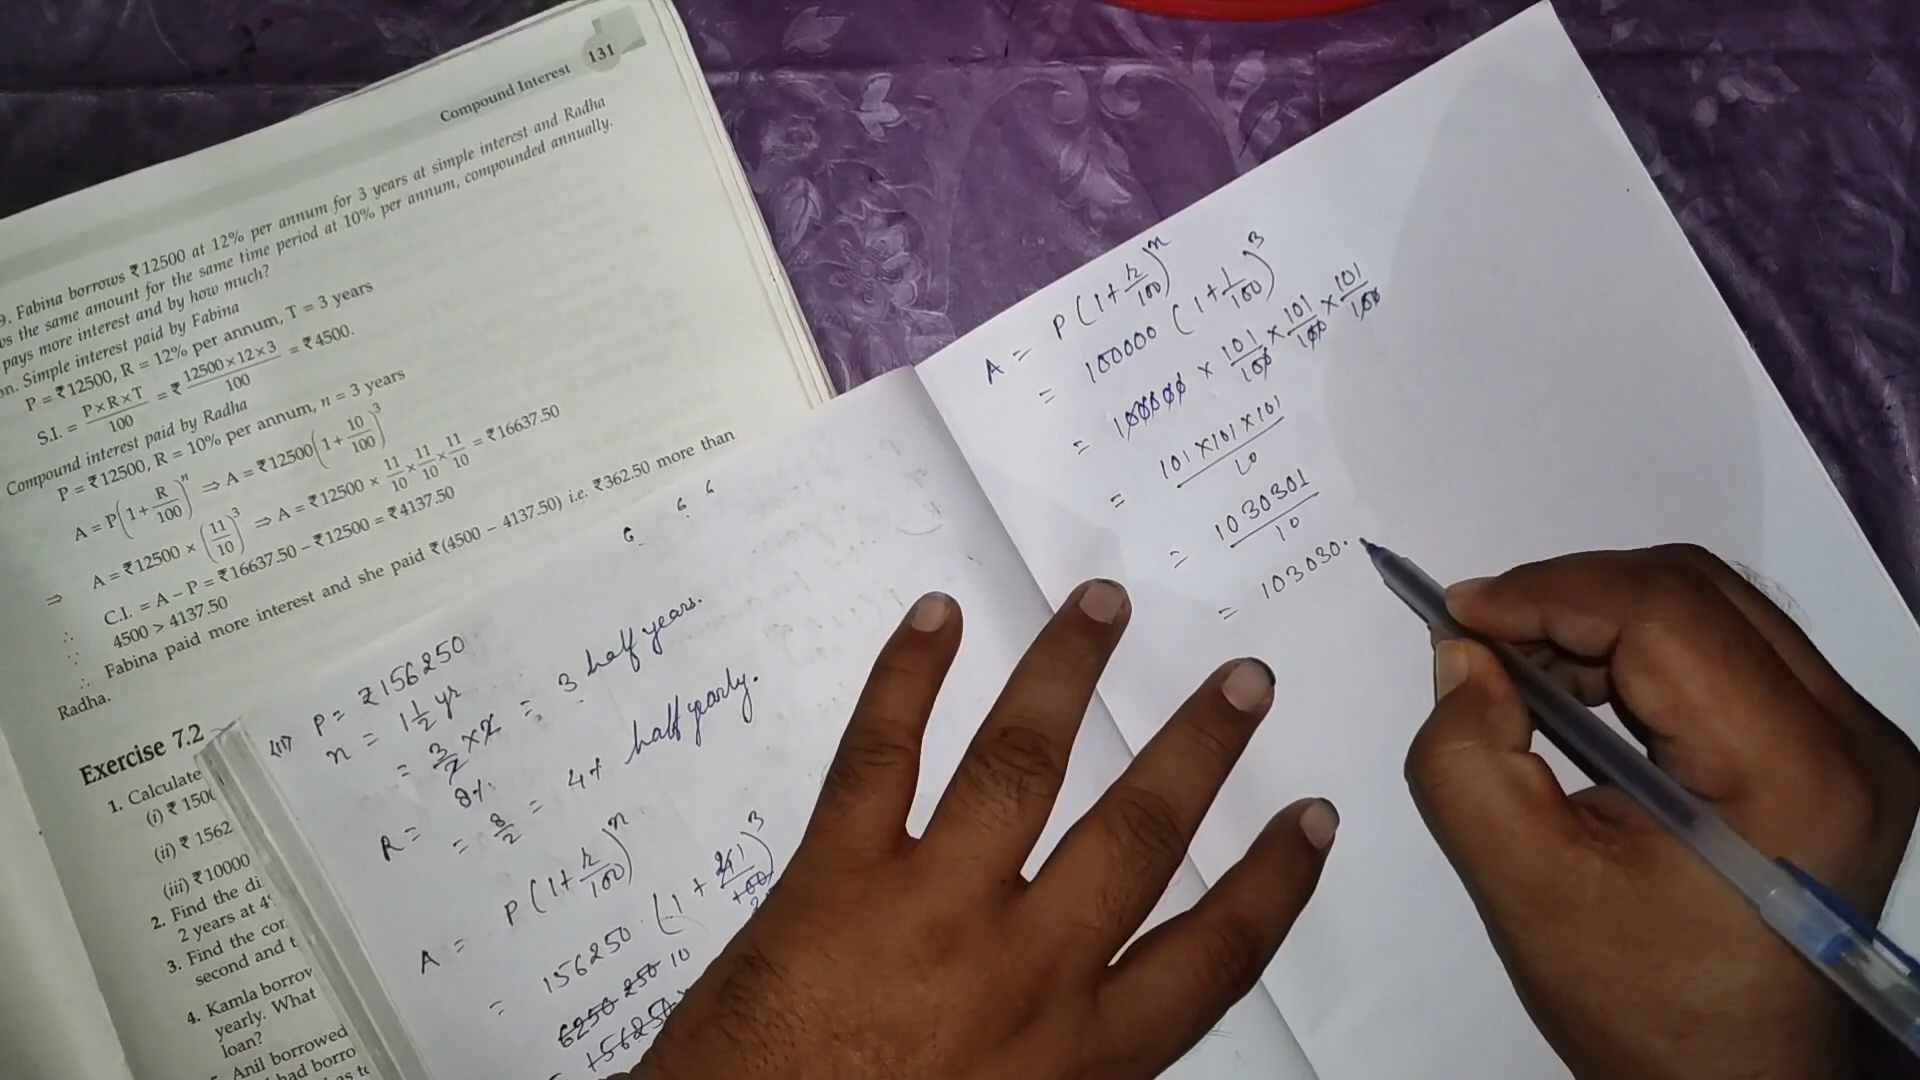 Compound Interest 131
9. Fabina borrows ₹12500 at 12% per annum for 3 years at simple interest and Radha
the same amount for the same time period at 10% per annum, compounded annually.
pays more interest and by how much?
Simple interest paid by Fabina
P = ₹12500, R = 12% per annum, T = 3 years
S.I. = P×R×T/100 = ₹ 12500×12×3/100 = ₹4500.
Compound interest paid by Radha
P = ₹12500, R = 10% per annum, n = 3 years
A = P(1+R/100)^n ⇒ A = ₹12500(1+10/100)^3
⇒ A = ₹12500 × (11/10)^3 ⇒ A = ₹12500 × 11/10 × 11/10 × 11/10 = ₹16637.50
∴ C.I. = A – P = ₹16637.50 – ₹12500 = ₹4137.50
∵ 4500 > 4137.50
∴ Fabina paid more interest and she paid ₹(4500 – 4137.50) i.e. ₹362.50 more than
Radha.
Exercise 7.2
1. Calculate
(i) ₹
(ii) ₹
(iii) ₹10000
2. Find the
2 years at
3. Find the
second and
4. Kamla
yearly. What
loan?
Anil borrowed
had
P = ₹156250
n = 1 1/2 yr
= 3/2 × 2 = 3 half years.
R = 8%
= 8/2 = 4% half yearly.
A = P(1+r/100)^n
= 156250 (1 +
6250 250 10
156250
A = P(1+r/100)^n
= 100000 (1+1/100)^3
= 100000 × 101/100 × 101/100 × 101/100
= 101×101×101/10
= 1030301/10
= 103030.